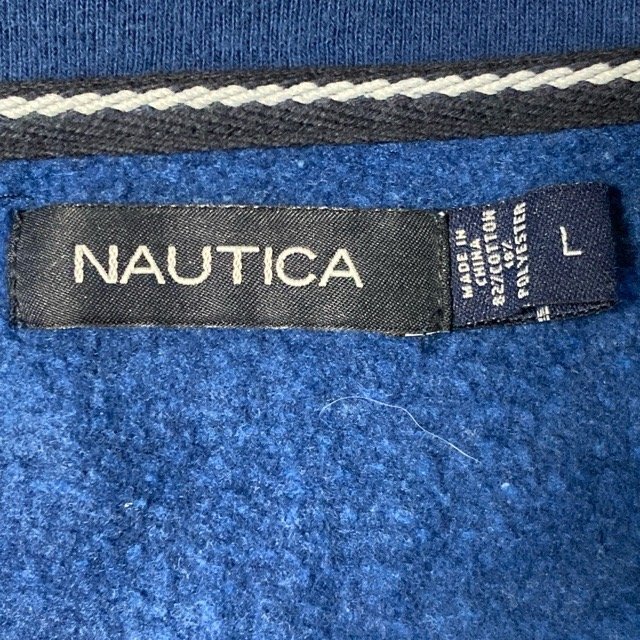 NAUTICA
MADE IN
CHINA
82/COTTON
18/
POLYESTER
L